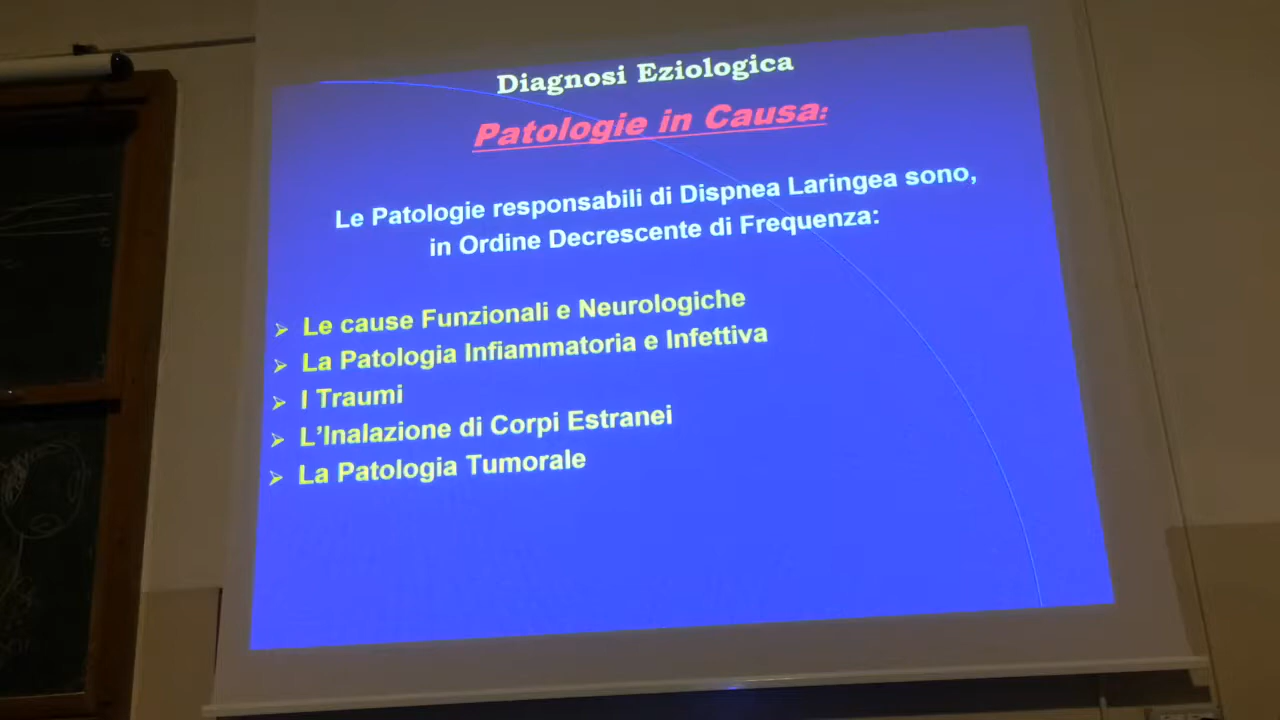 Diagnosi Eziologica
Patologie in Causa:
Le Patologie responsabili di Dispnea Laringea sono,
in Ordine Decrescente di Frequenza:
➢ Le cause Funzionali e Neurologiche
➢ La Patologia Infiammatoria e Infettiva
➢ I Traumi
➢ L'Inalazione di Corpi Estranei
➢ La Patologia Tumorale